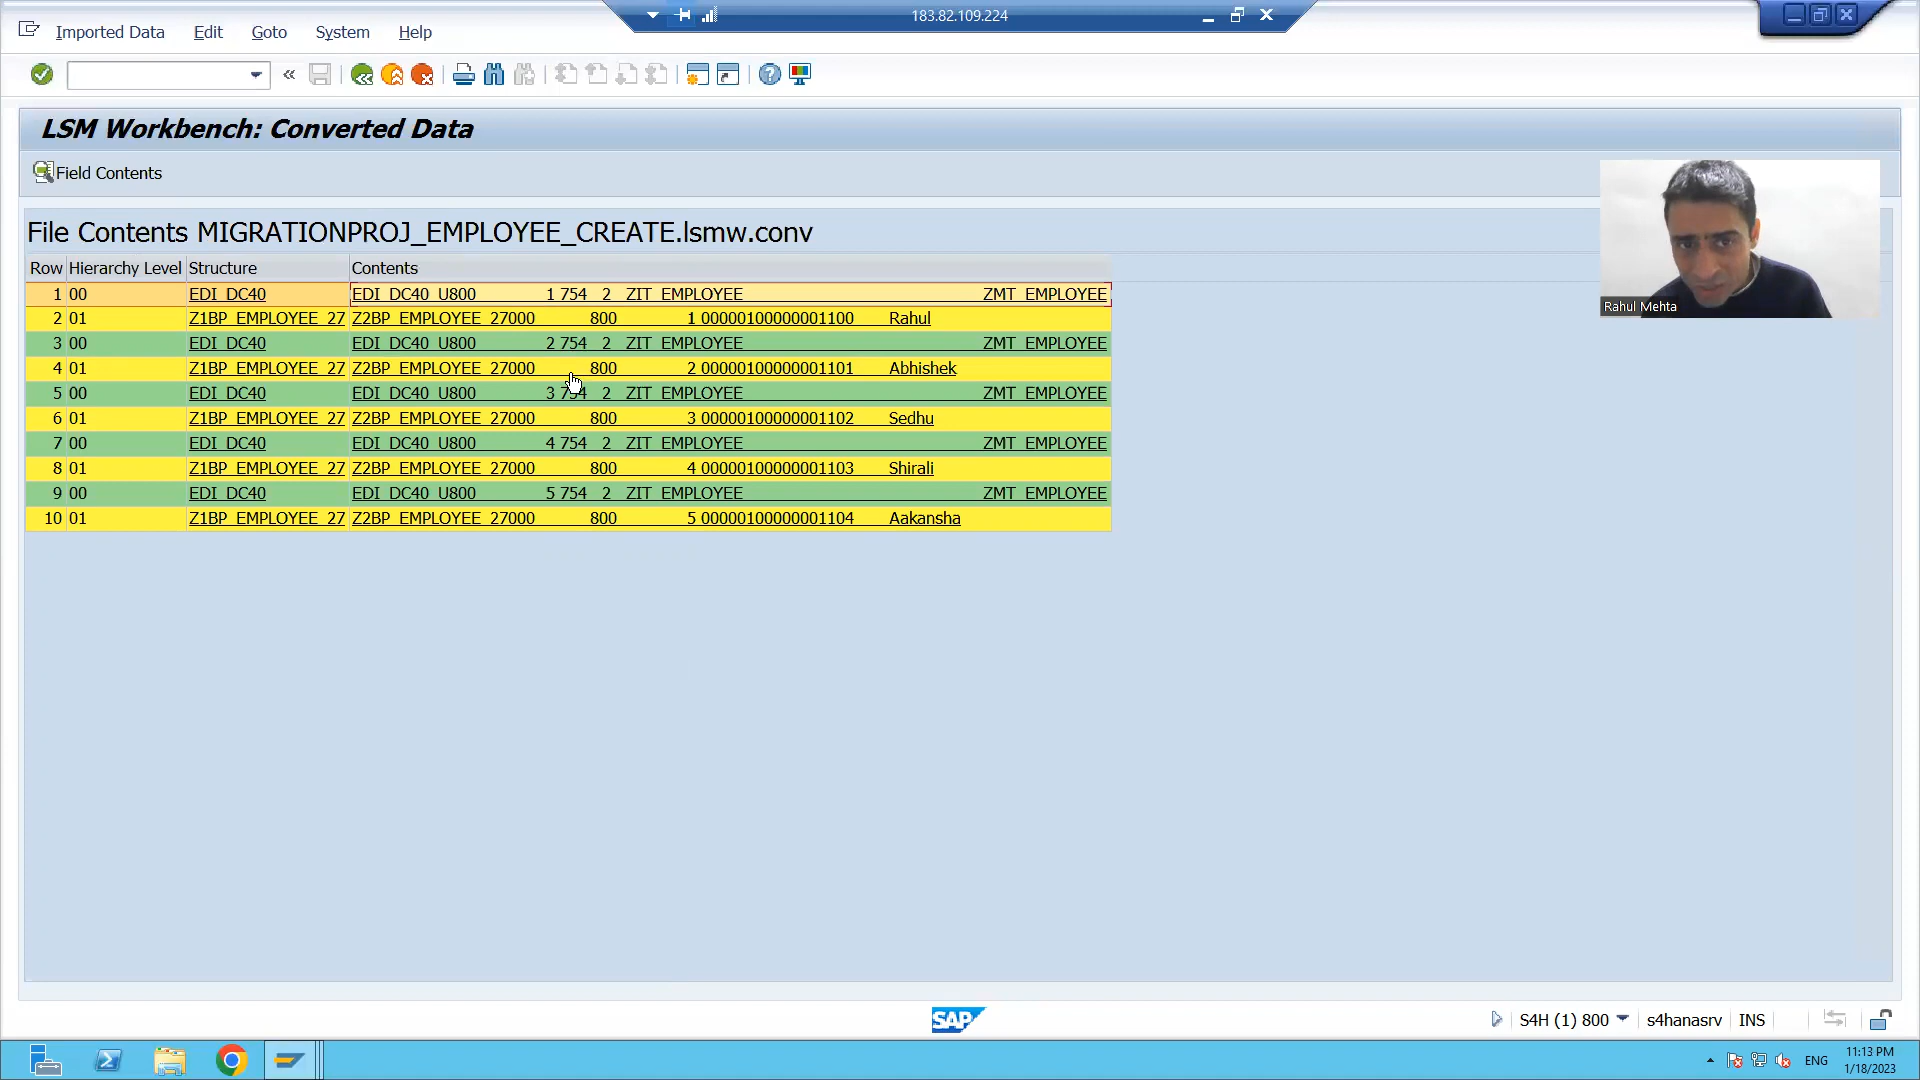 183.82.109.224
Imported Data Edit Goto System Help
LSM Workbench: Converted Data
Field Contents
Rahul Mehta
File Contents MIGRATIONPROJ_EMPLOYEE_CREATE.lsmw.conv
Row Hierarchy Level Structure Contents
1 00 EDI_DC40 EDI_DC40_U800 1 754 2 ZIT_EMPLOYEE ZMT_EMPLOYEE
2 01 Z1BP_EMPLOYEE_27 Z2BP_EMPLOYEE_27000 800 1 00000100000001100 Rahul
3 00 EDI_DC40 EDI_DC40_U800 2 754 2 ZIT_EMPLOYEE ZMT_EMPLOYEE
4 01 Z1BP_EMPLOYEE_27 Z2BP_EMPLOYEE_27000 800 2 00000100000001101 Abhishek
5 00 EDI_DC40 EDI_DC40_U800 3 754 2 ZIT_EMPLOYEE ZMT_EMPLOYEE
6 01 Z1BP_EMPLOYEE_27 Z2BP_EMPLOYEE_27000 800 3 00000100000001102 Sedhu
7 00 EDI_DC40 EDI_DC40_U800 4 754 2 ZIT_EMPLOYEE ZMT_EMPLOYEE
8 01 Z1BP_EMPLOYEE_27 Z2BP_EMPLOYEE_27000 800 4 00000100000001103 Shirali
9 00 EDI_DC40 EDI_DC40_U800 5 754 2 ZIT_EMPLOYEE ZMT_EMPLOYEE
10 01 Z1BP_EMPLOYEE_27 Z2BP_EMPLOYEE_27000 800 5 00000100000001104 Aakansha
SAP S4H (1) 800 s4hanasrv INS
ENG 11:13 PM
1/18/2023